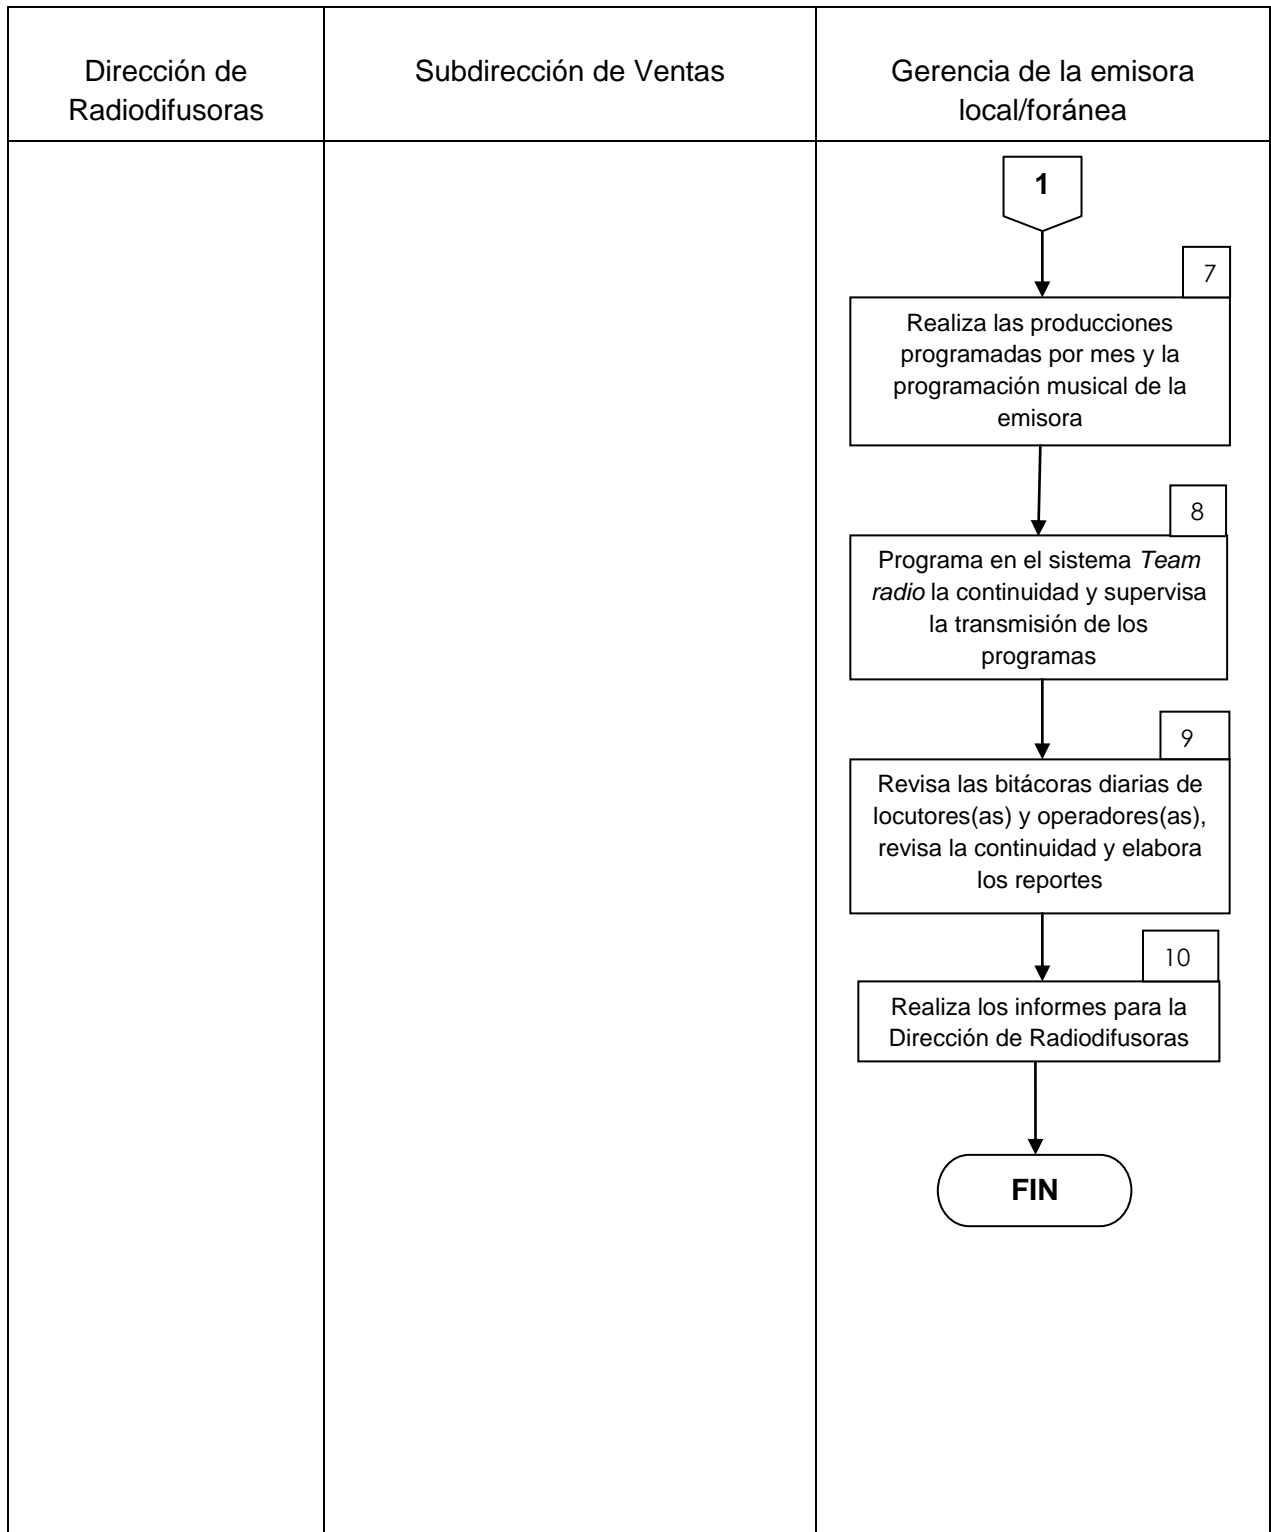 Dirección de
Radiodifusoras
Subdirección de Ventas
Gerencia de la emisora
local/foránea
1
7
Realiza las producciones
programadas por mes y la
programación musical de la
emisora
8
Programa en el sistema Team
radio la continuidad y supervisa
la transmisión de los
programas
9
Revisa las bitácoras diarias de
locutores(as) y operadores(as),
revisa la continuidad y elabora
los reportes
10
Realiza los informes para la
Dirección de Radiodifusoras
FIN